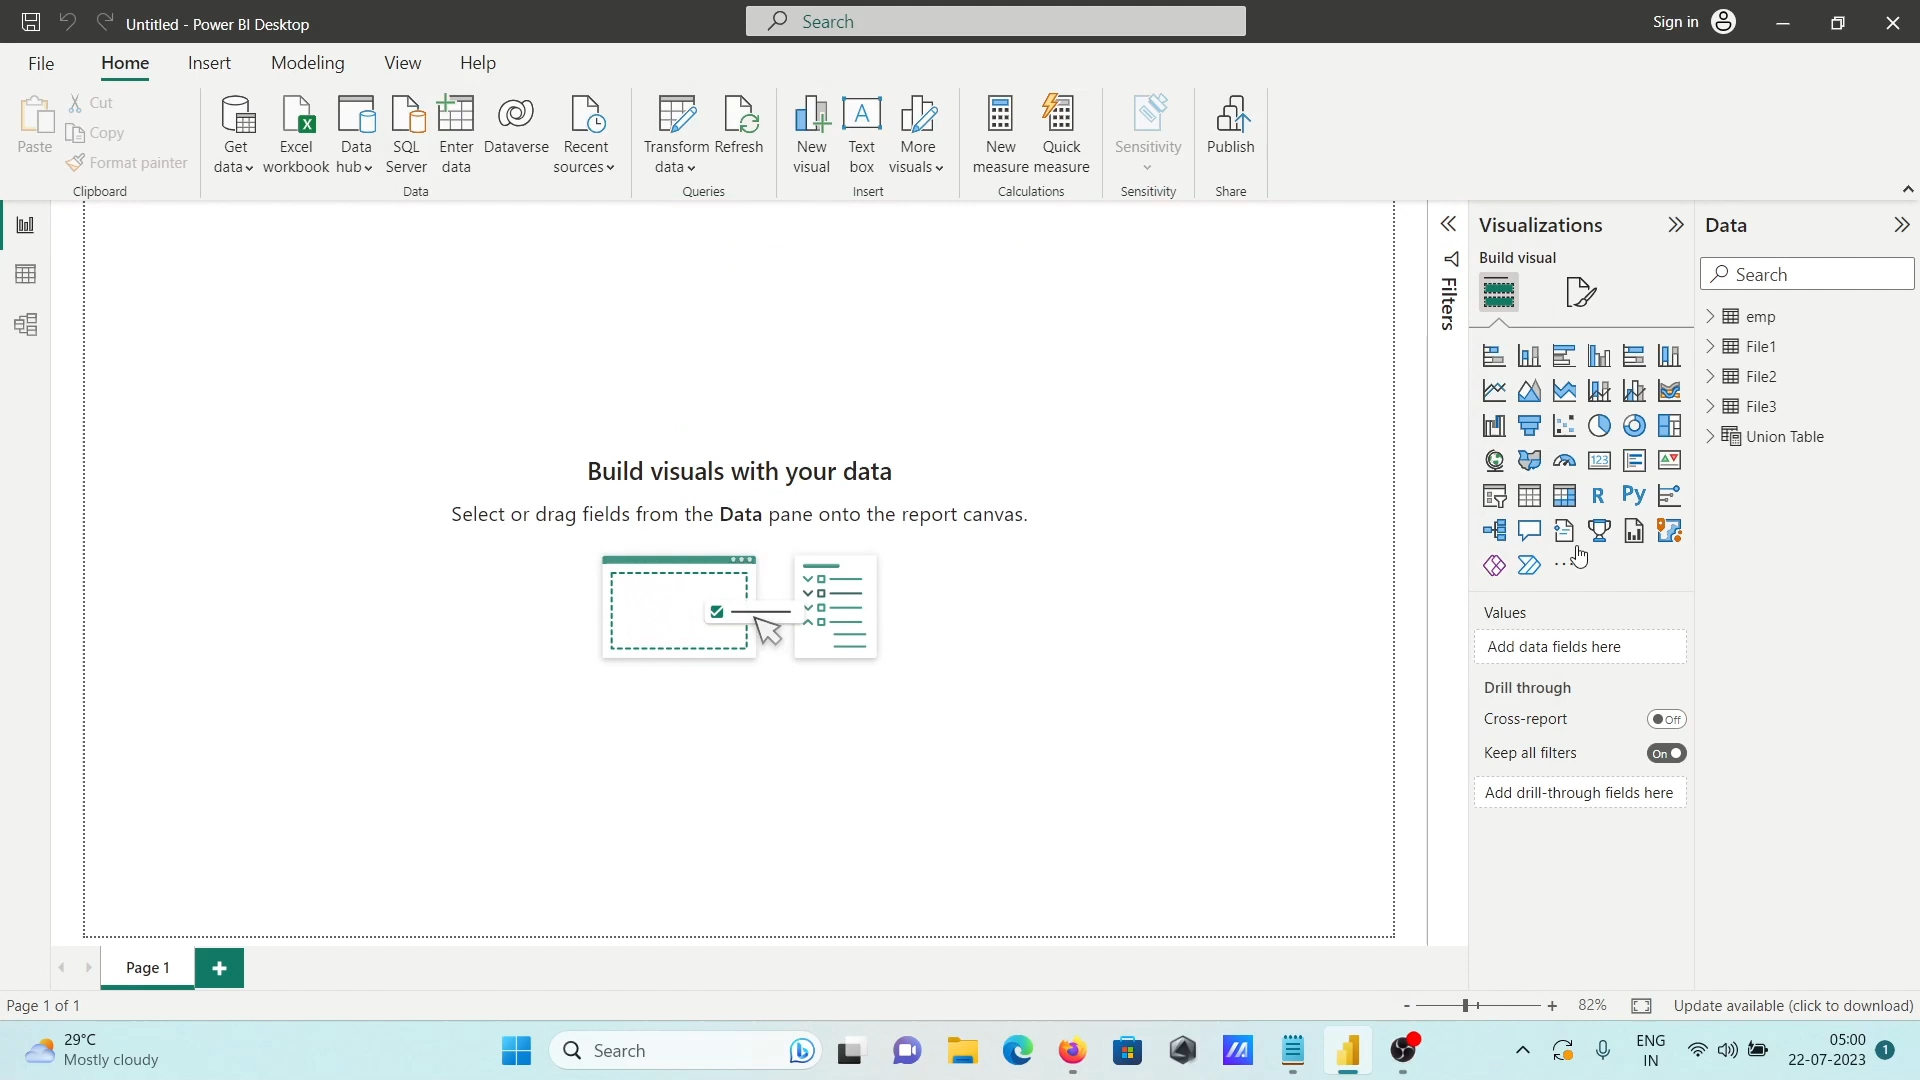 Untitled - Power BI Desktop
Search
Sign in
File
Home
Insert
Modeling
View
Help
Paste
Cut
Copy
Format painter
Clipboard
Get
data
Excel
workbook
Data
hub
SQL
Server
Enter
data
Dataverse
Recent
sources
Data
Transform
data
Refresh
Queries
New
visual
Text
box
More
visuals
Insert
New
measure
Quick
measure
Calculations
Sensitivity
Sensitivity
Publish
Share
Build visuals with your data
Select or drag fields from the Data pane onto the report canvas.
Filters
Visualizations
Build visual
123
R
Py
Values
Add data fields here
Drill through
Cross-report
Off
Keep all filters
On
Add drill-through fields here
Data
Search
emp
File1
File2
File3
Union Table
Page 1
Page 1 of 1
82%
Update available (click to download)
29°C
Mostly cloudy
Search
ENG
IN
05:00
22-07-2023
1